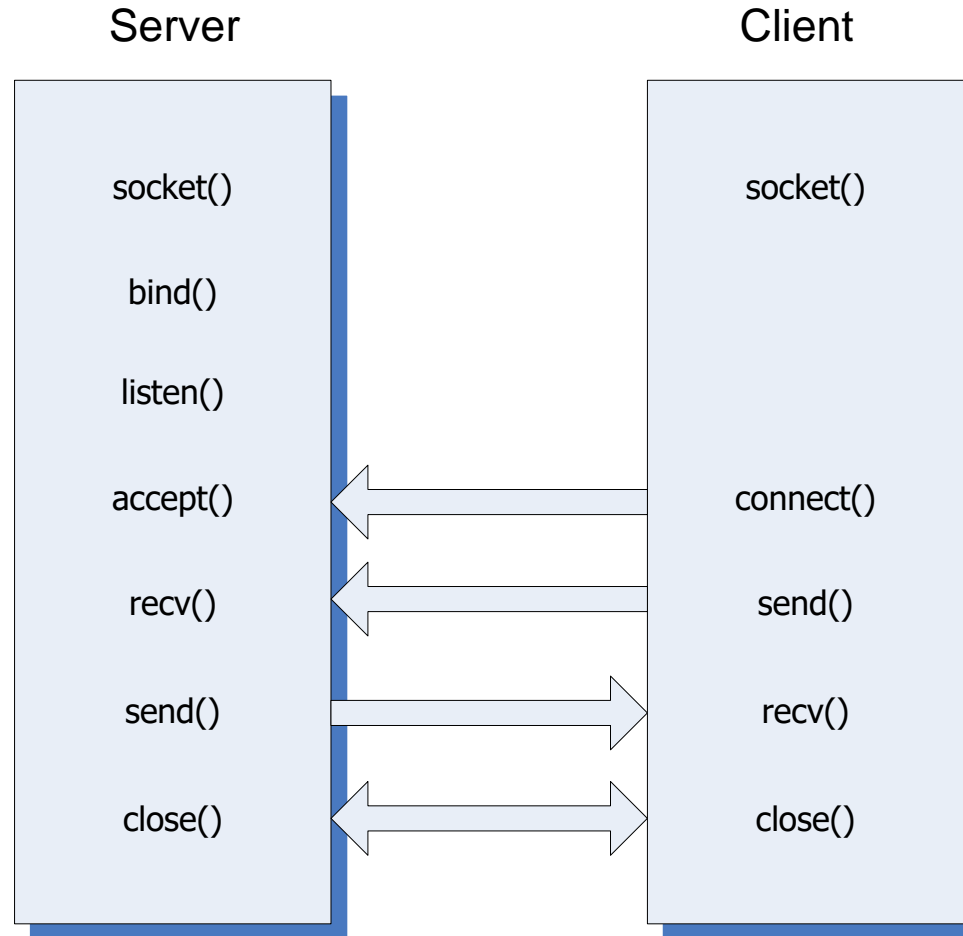 Server
Client
socket()
bind()
listen()
accept()
recv()
send()
close()
socket()
connect()
send()
recv()
close()